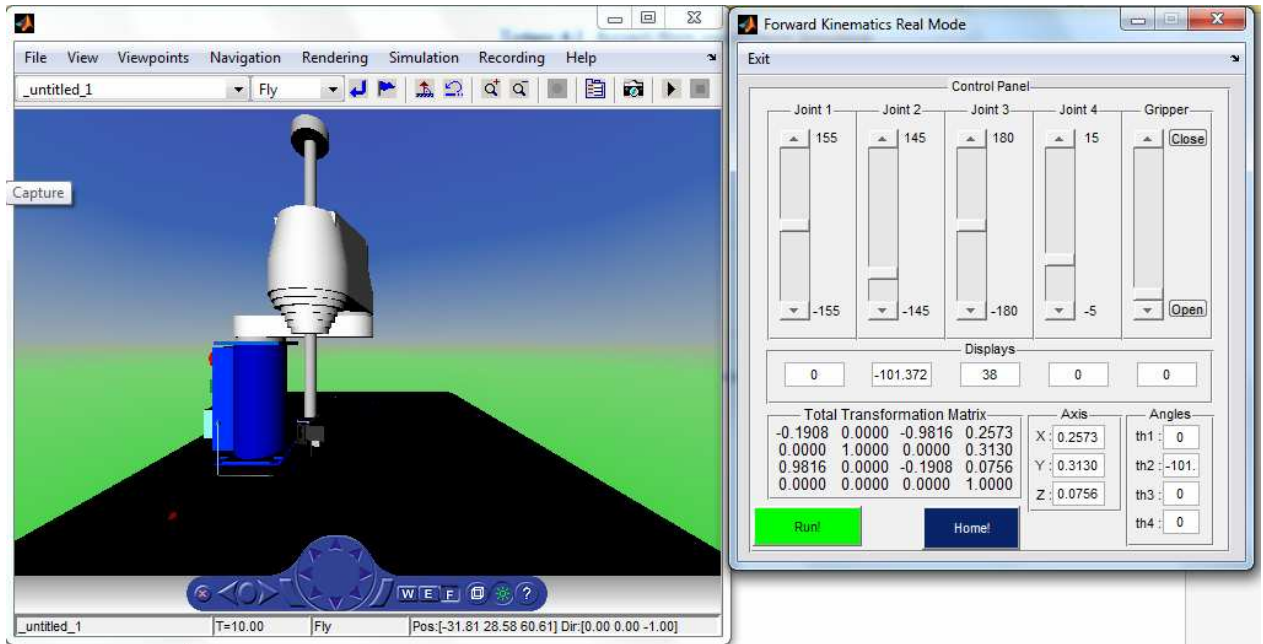 File View Viewpoints Navigation Rendering Simulation Recording Help
_untitled_1 Fly
Capture
W E F ?
_untitled_1 T=10.00 Fly Pos:[-31.81 28.58 60.61] Dir:[0.00 0.00 -1.00]
Forward Kinematics Real Mode
Exit
Control Panel
Joint 1 Joint 2 Joint 3 Joint 4 Gripper
155 145 180 15 Close
-155 -145 -180 -5 Open
Displays
0 -101.372 38 0 0
Total Transformation Matrix
-0.1908 0.0000 -0.9816 0.2573
0.0000 1.0000 0.0000 0.3130
0.9816 0.0000 -0.1908 0.0756
0.0000 0.0000 0.0000 1.0000
Axis
X : 0.2573
Y : 0.3130
Z : 0.0756
Angles
th1 : 0
th2 : -101.
th3 : 0
th4 : 0
Run! Home!